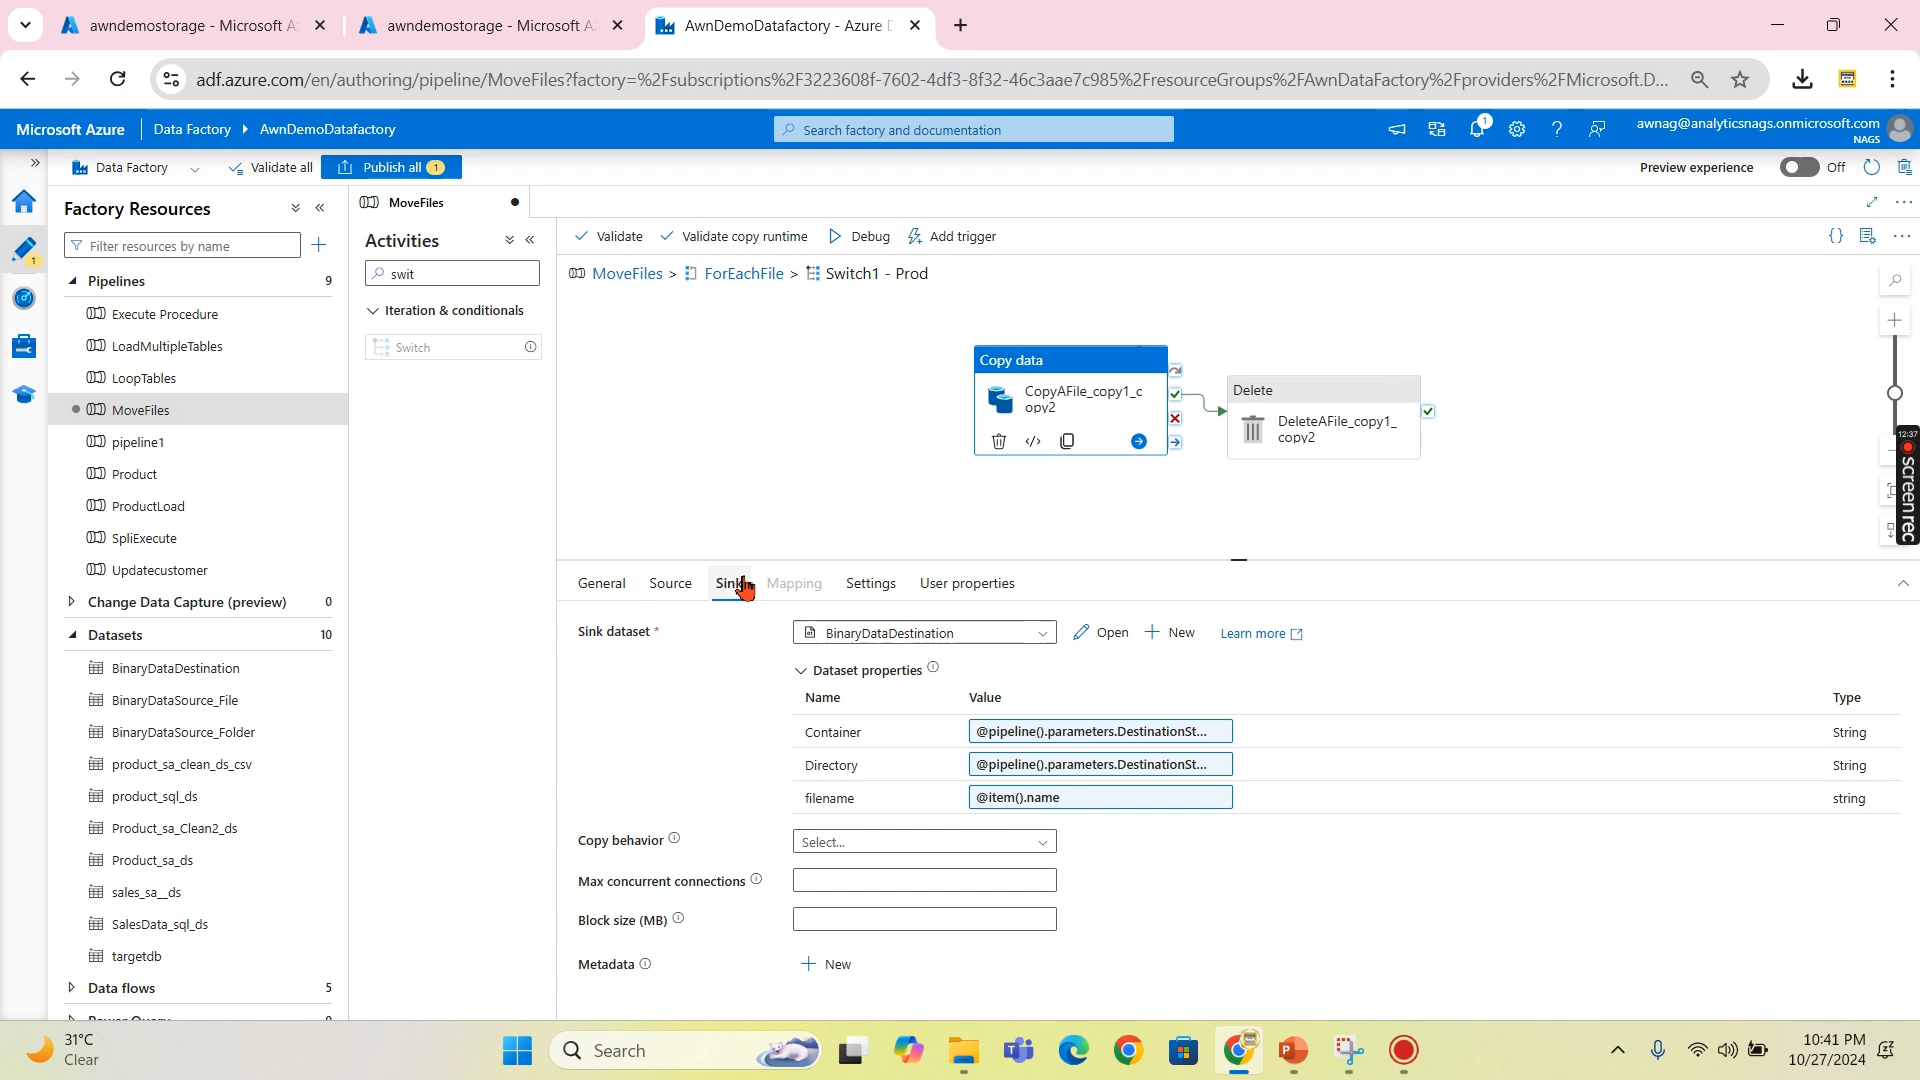 awndemostorage - Microsoft A
awndemostorage - Microsoft A
AwnDemoDatafactory - Azure D
adf.azure.com/en/authoring/pipeline/MoveFiles?factory=%2Fsubscriptions%2F3223608f-7602-4df3-8f32-46c3aae7c985%2FresourceGroups%2FAwnDataFactory%2Fproviders%2FMicrosoft.D...
Microsoft Azure
Data Factory
AwnDemoDatafactory
Search factory and documentation
1
awnag@analyticsnags.onmicrosoft.com
NAGS
Data Factory
Validate all
Publish all 1
Preview experience
Off
1
Factory Resources
Filter resources by name
Pipelines 9
Execute Procedure
LoadMultipleTables
LoopTables
MoveFiles
pipeline1
Product
ProductLoad
SpliExecute
Updatecustomer
Change Data Capture (preview) 0
Datasets 10
BinaryDataDestination
BinaryDataSource_File
BinaryDataSource_Folder
product_sa_clean_ds_csv
product_sql_ds
Product_sa_Clean2_ds
Product_sa_ds
sales_sa__ds
SalesData_sql_ds
targetdb
Data flows 5
MoveFiles
Activities
swit
Iteration & conditionals
Switch
Validate
Validate copy runtime
Debug
Add trigger
MoveFiles > ForEachFile > Switch1 - Prod
Copy data
CopyAFile_copy1_c
opy2
Delete
DeleteAFile_copy1_
copy2
12:37
screenrec
General
Source
Sink
Mapping
Settings
User properties
Sink dataset *
BinaryDataDestination
Open
New
Learn more
Dataset properties
Name Value Type
Container @pipeline().parameters.DestinationSt... String
Directory @pipeline().parameters.DestinationSt... String
filename @item().name string
Copy behavior
Select...
Max concurrent connections
Block size (MB)
Metadata
New
31°C
Clear
Search
10:41 PM
10/27/2024